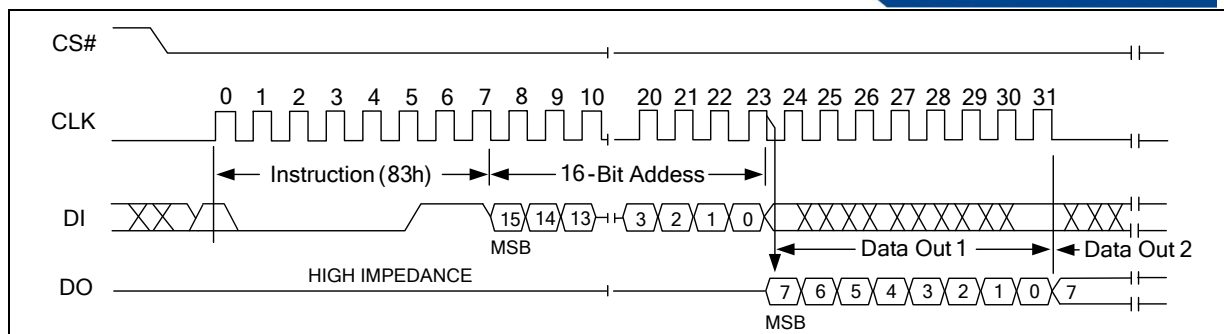 CS#
0 1 2 3 4 5 6 7 8 9 10 20 21 22 23 24 25 26 27 28 29 30 31
CLK
Instruction (83h) 16-Bit Addess
DI 15 14 13 3 2 1 0
MSB
Data Out 1 Data Out 2
HIGH IMPEDANCE
DO 7 6 5 4 3 2 1 0 7
MSB